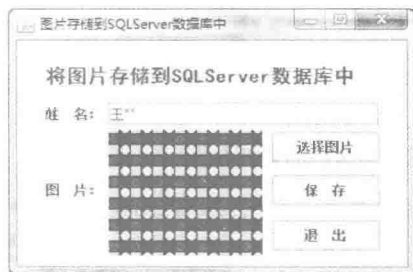 图片存储到SQLServer数据库中
将图片存储到SQLServer数据库中
姓 名： 王**
选择图片
图 片：
保 存
退 出